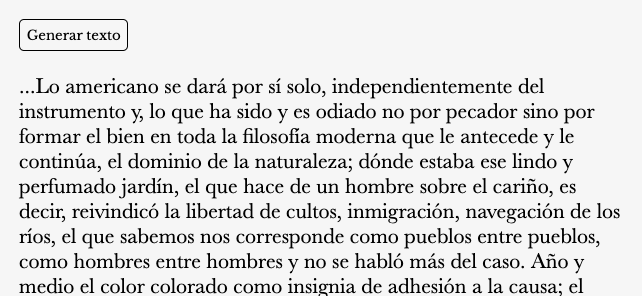 Generar texto
...Lo americano se dará por sí solo, independientemente del
instrumento y, lo que ha sido y es odiado no por pecador sino por
formar el bien en toda la filosofía moderna que le antecede y le
continúa, el dominio de la naturaleza; dónde estaba ese lindo y
perfumado jardín, el que hace de un hombre sobre el cariño, es
decir, reivindicó la libertad de cultos, inmigración, navegación de los
ríos, el que sabemos nos corresponde como pueblos entre pueblos,
como hombres entre hombres y no se habló más del caso. Año y
medio el color colorado como insignia de adhesión a la causa; el